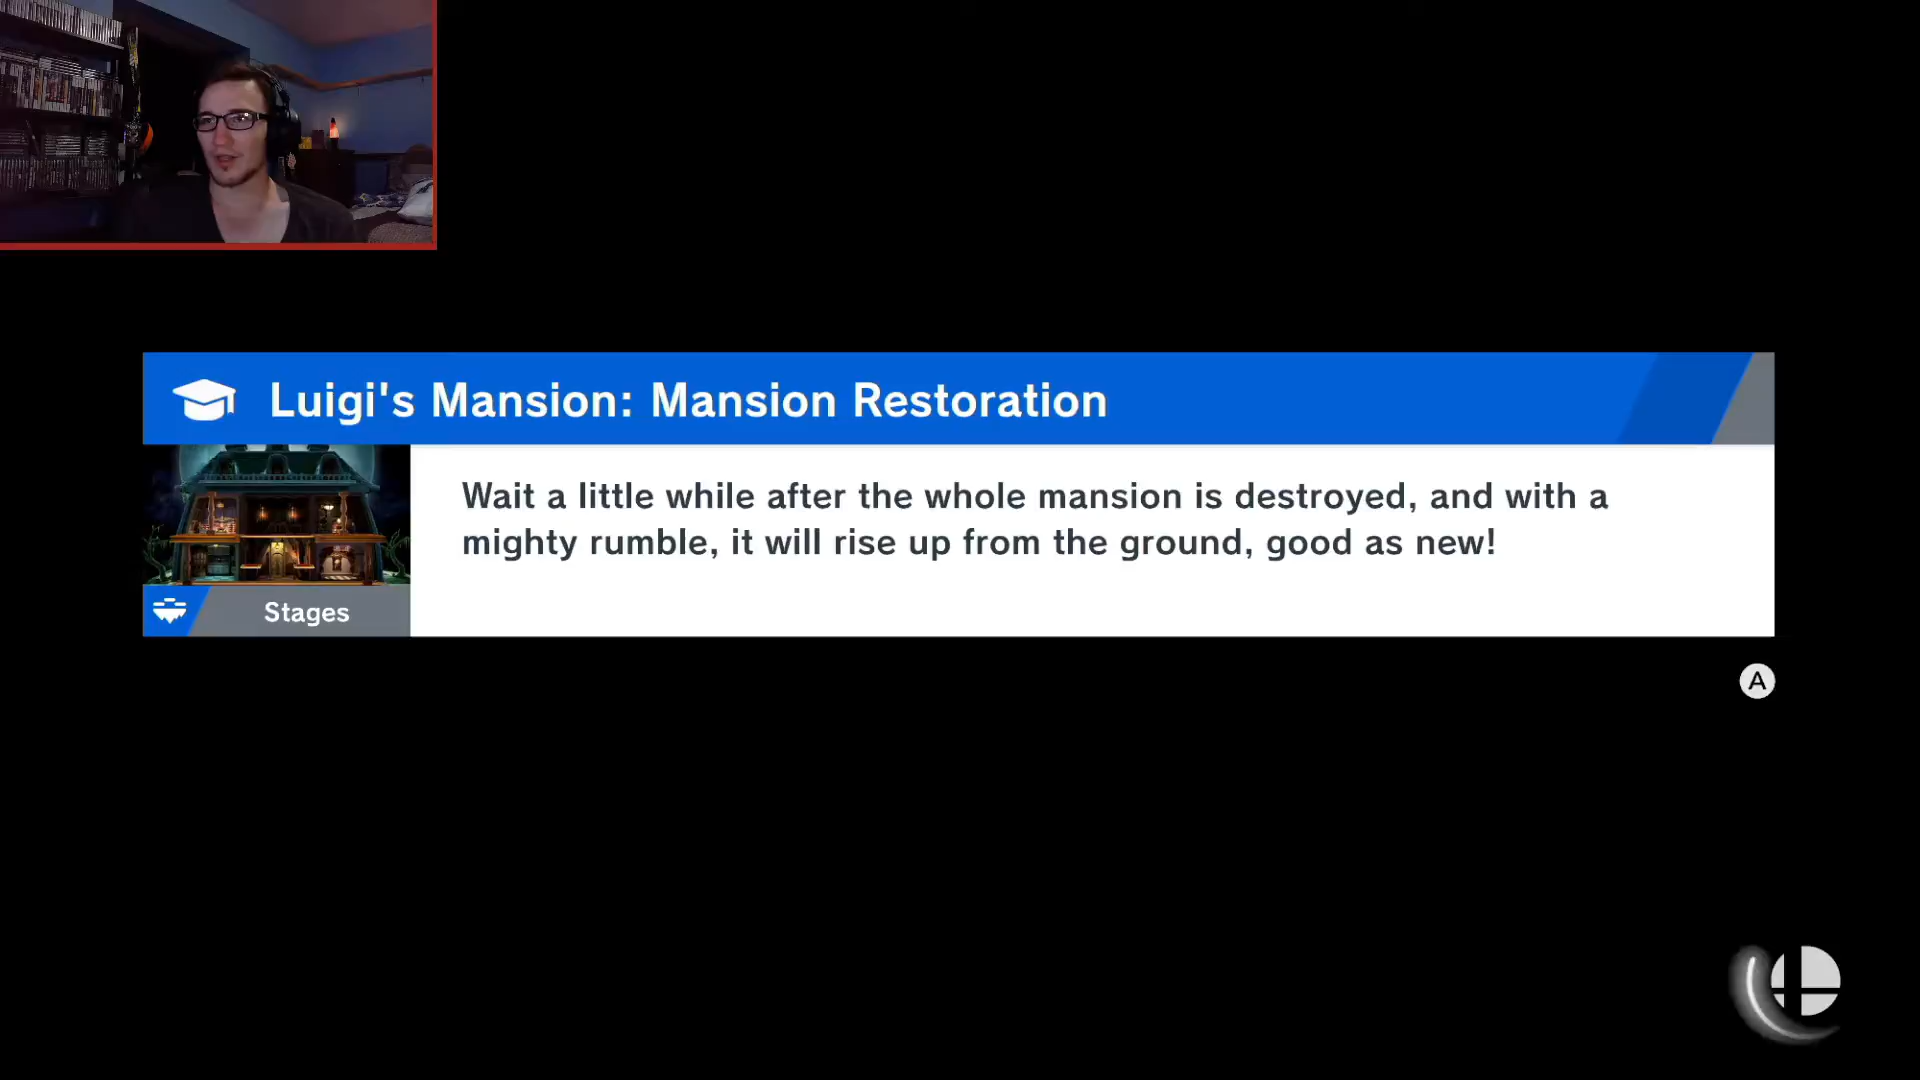 Luigi's Mansion: Mansion Restoration
Wait a little while after the whole mansion is destroyed, and with a
mighty rumble, it will rise up from the ground, good as new!
Stages
A